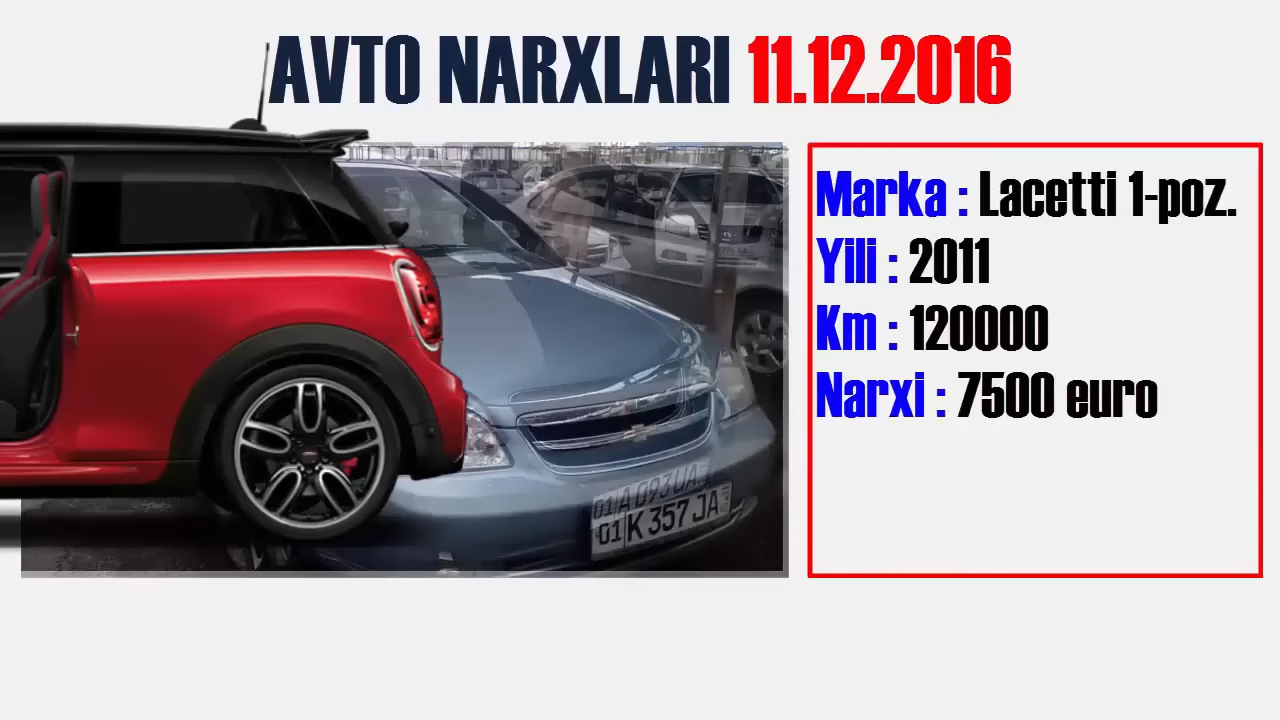 AVTO NARXLARI 11.12.2016
Marka : Lacetti 1-poz.
Yili : 2011
Km : 120000
Narxi : 7500 euro
01 A 093 UA
01 K 357 JA